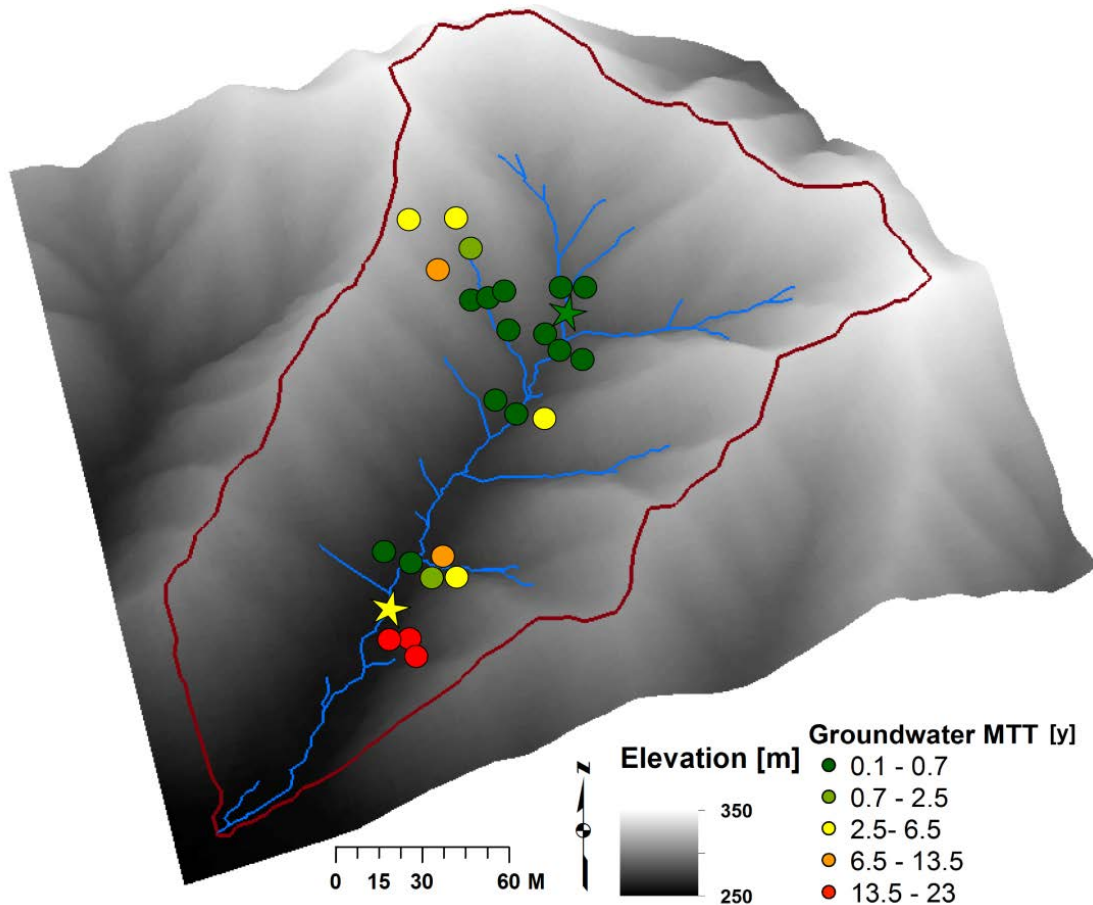 Elevation [m]
350
250
Groundwater MTT [y]
0.1 - 0.7
0.7 - 2.5
2.5- 6.5
6.5 - 13.5
13.5 - 23
N
0 15 30 60 M